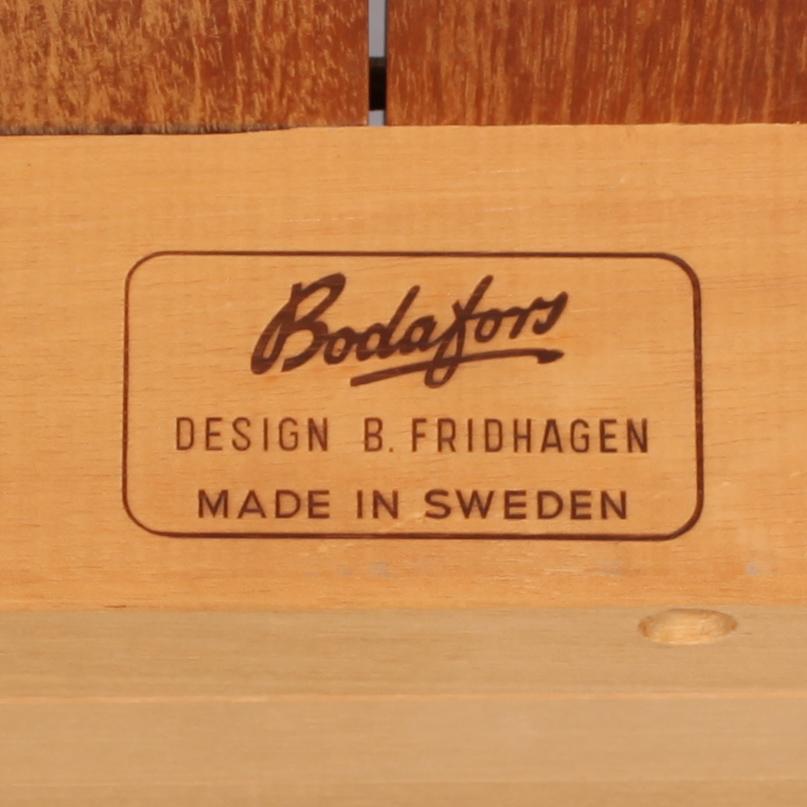 Bodafors
DESIGN B. FRIDHAGEN
MADE IN SWEDEN